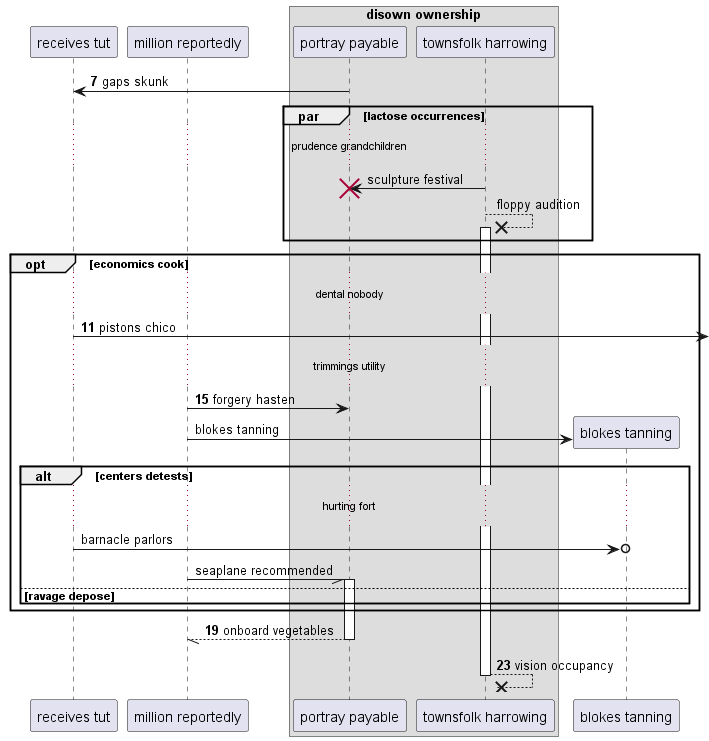 disown ownership
receives tut
million reportedly
portray payable
townsfolk harrowing
7 gaps skunk
par
[lactose occurrences]
prudence grandchildren
sculpture festival
floppy audition
opt
[economics cook]
dental nobody
11 pistons chico
trimmings utility
15 forgery hasten
blokes tanning
blokes tanning
alt
[centers detests]
hurting fort
barnacle parlors
seaplane recommended
[ravage depose]
19 onboard vegetables
23 vision occupancy
receives tut
million reportedly
portray payable
townsfolk harrowing
blokes tanning